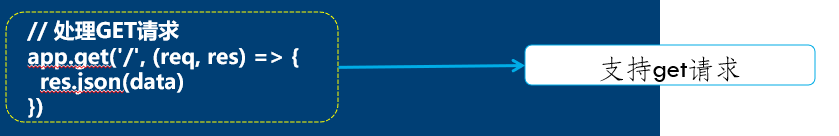 // 处理GET请求
app.get('/', (req, res) => {
res.json(data)
})
支持get请求